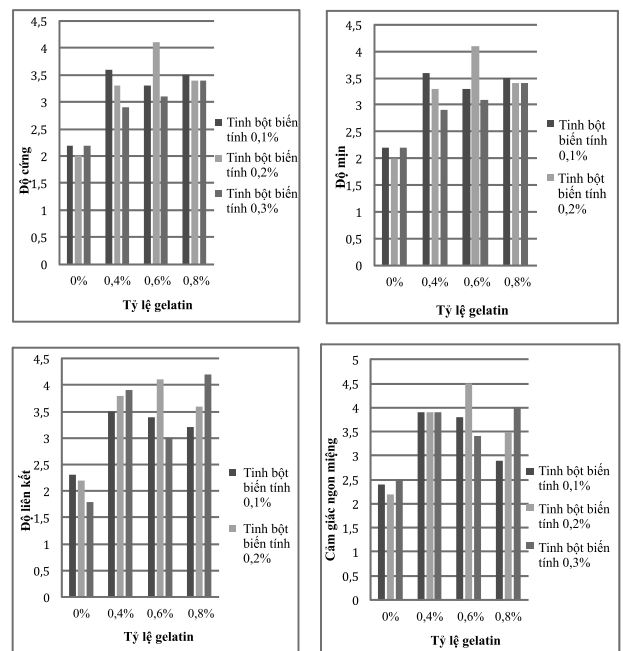 4,5
4
3,5
3
2,5
2
1,5
1
0,5
0
Độ cứng
0%
0,4%
0,6%
0,8%
Tỷ lệ gelatin
Tinh bột biến
tính 0,1%
Tinh bột biến
tính 0,2%
Tinh bột biến
tính 0,3%
4,5
4
3,5
3
2,5
2
1,5
1
0,5
0
Độ mịn
0%
0,4%
0,6%
0,8%
Tỷ lệ gelatin
Tinh bột
biến tính
0,1%
Tinh bột
biến tính
0,2%
4,5
4
3,5
3
2,5
2
1,5
1
0,5
0
Độ liên kết
0%
0,4%
0,6%
0,8%
Tỷ lệ gelatin
Tinh bột
biến tính
0,1%
Tinh bột
biến tính
0,2%
5
4,5
4
3,5
3
2,5
2
1,5
1
0,5
0
Cảm giác ngon miệng
0%
0,4%
0,6%
0,8%
Tỷ lệ gelatin
Tinh bột biến
tính 0,1%
Tinh bột biến
tính 0,2%
Tinh bột biến
tính 0,3%